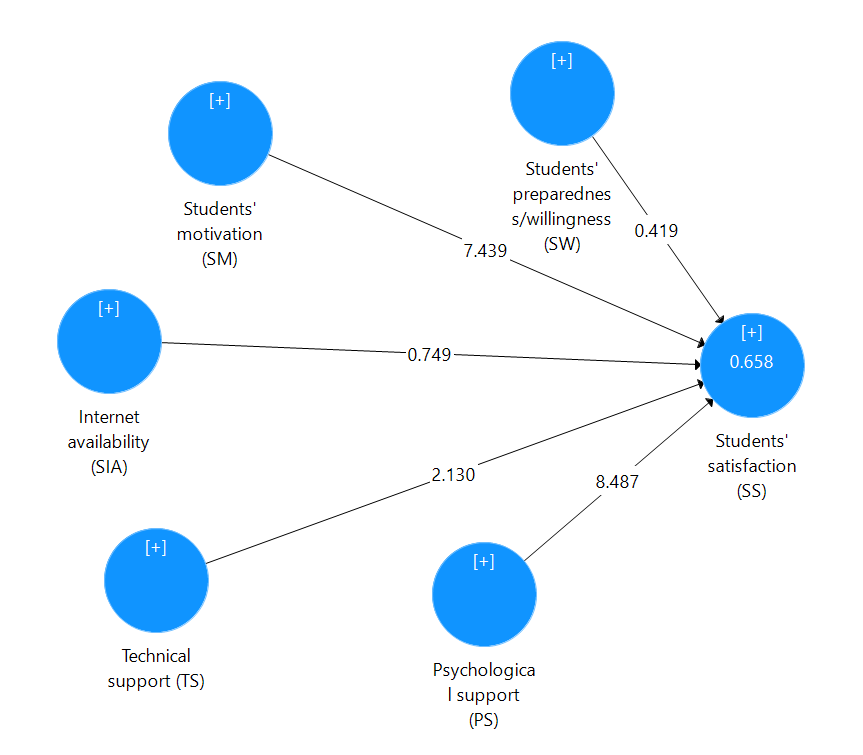 [+]
Students'
preparednes
s/willingness
(SW)
[+]
Students'
motivation
(SM)
0.419
7.439
[+]
Internet
availability
(SIA)
0.749
[+]
0.658
Students'
satisfaction
(SS)
2.130
8.487
[+]
Technical
support (TS)
[+]
Psychologica
l support
(PS)